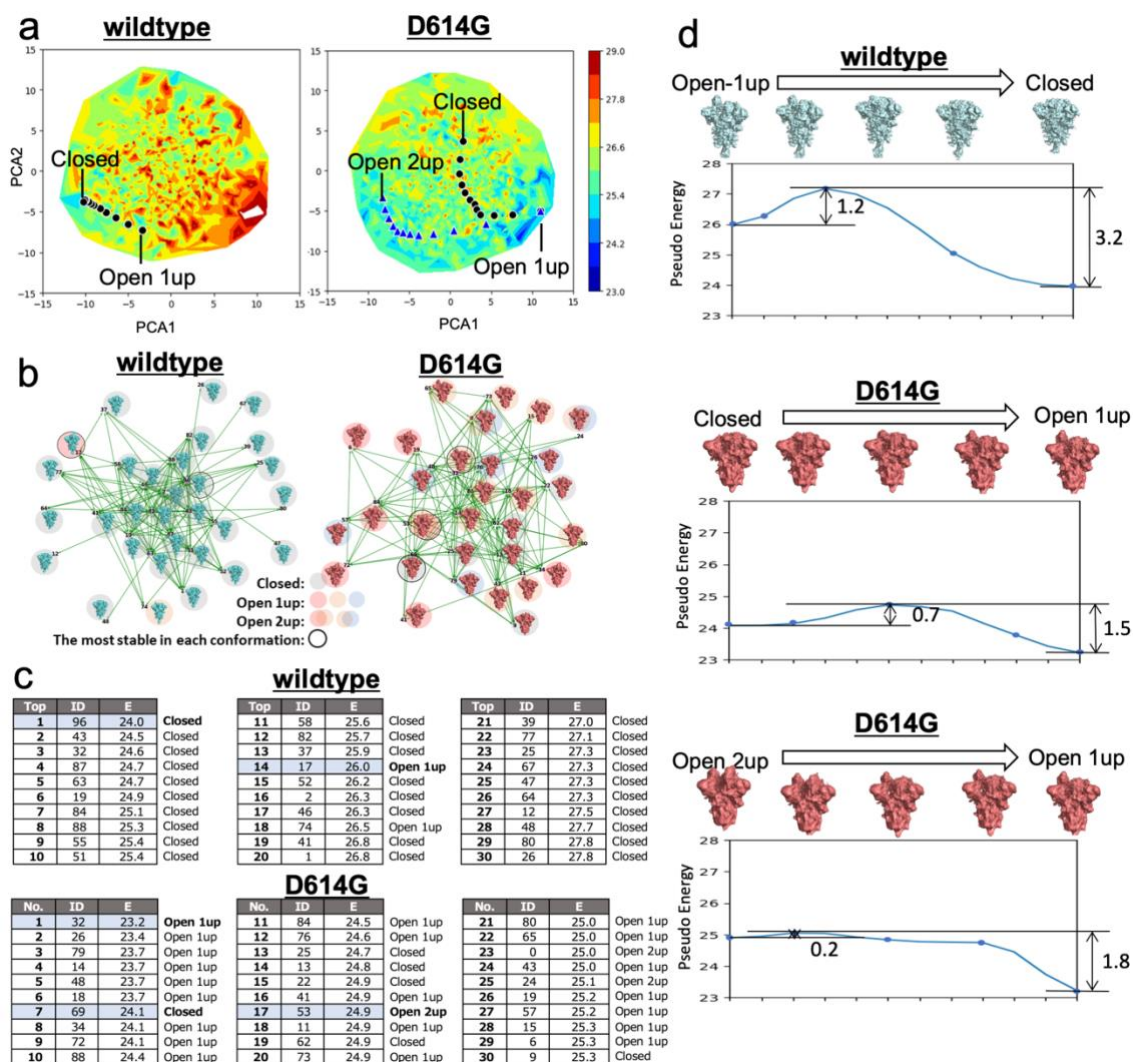 a
wildtype
D614G
15
10
5
0
−5
−10
−15
−15
−10
−5
0
5
10
15
PCA2
PCA1
Closed
Open 1up
15
10
5
0
−5
−10
−15
−15
−10
−5
0
5
10
15
PCA1
Closed
Open 2up
Open 1up
29.0
27.8
26.6
25.4
24.2
23.0
b
wildtype
D614G
Closed:
Open 1up:
Open 2up:
The most stable in each conformation:
c
wildtype
Top ID E
1 96 24.0 Closed
2 43 24.5 Closed
3 32 24.6 Closed
4 87 24.7 Closed
5 63 24.7 Closed
6 19 24.9 Closed
7 84 25.1 Closed
8 88 25.3 Closed
9 55 25.4 Closed
10 51 25.4 Closed
Top ID E
11 58 25.6 Closed
12 82 25.7 Closed
13 37 25.9 Closed
14 17 26.0 Open 1up
15 52 26.2 Closed
16 2 26.3 Closed
17 46 26.3 Closed
18 74 26.5 Open 1up
19 41 26.8 Closed
20 1 26.8 Closed
Top ID E
21 39 27.0 Closed
22 77 27.1 Closed
23 25 27.3 Closed
24 67 27.3 Closed
25 47 27.3 Closed
26 64 27.3 Closed
27 12 27.5 Closed
28 48 27.7 Closed
29 80 27.8 Closed
30 26 27.8 Closed
D614G
No. ID E
1 32 23.2 Open 1up
2 26 23.4 Open 1up
3 79 23.7 Open 1up
4 14 23.7 Open 1up
5 48 23.7 Open 1up
6 18 23.7 Open 1up
7 69 24.1 Closed
8 34 24.1 Open 1up
9 72 24.1 Open 1up
10 88 24.4 Open 1up
No. ID E
11 84 24.5 Open 1up
12 76 24.6 Open 1up
13 25 24.7 Closed
14 13 24.8 Closed
15 22 24.9 Closed
16 41 24.9 Open 1up
17 53 24.9 Open 2up
18 11 24.9 Open 1up
19 62 24.9 Closed
20 73 24.9 Open 1up
No. ID E
21 80 25.0 Open 1up
22 65 25.0 Open 1up
23 0 25.0 Open 2up
24 43 25.0 Open 1up
25 24 25.1 Open 2up
26 19 25.2 Open 1up
27 57 25.2 Open 1up
28 15 25.3 Open 1up
29 6 25.3 Open 1up
30 9 25.3 Closed
d
wildtype
Open-1up
Closed
Pseudo Energy
28
27
26
25
24
23
1.2
3.2
D614G
Closed
Open 1up
Pseudo Energy
28
27
26
25
24
23
0.7
1.5
D614G
Open 2up
Open 1up
Pseudo Energy
28
27
26
25
24
23
0.2
1.8